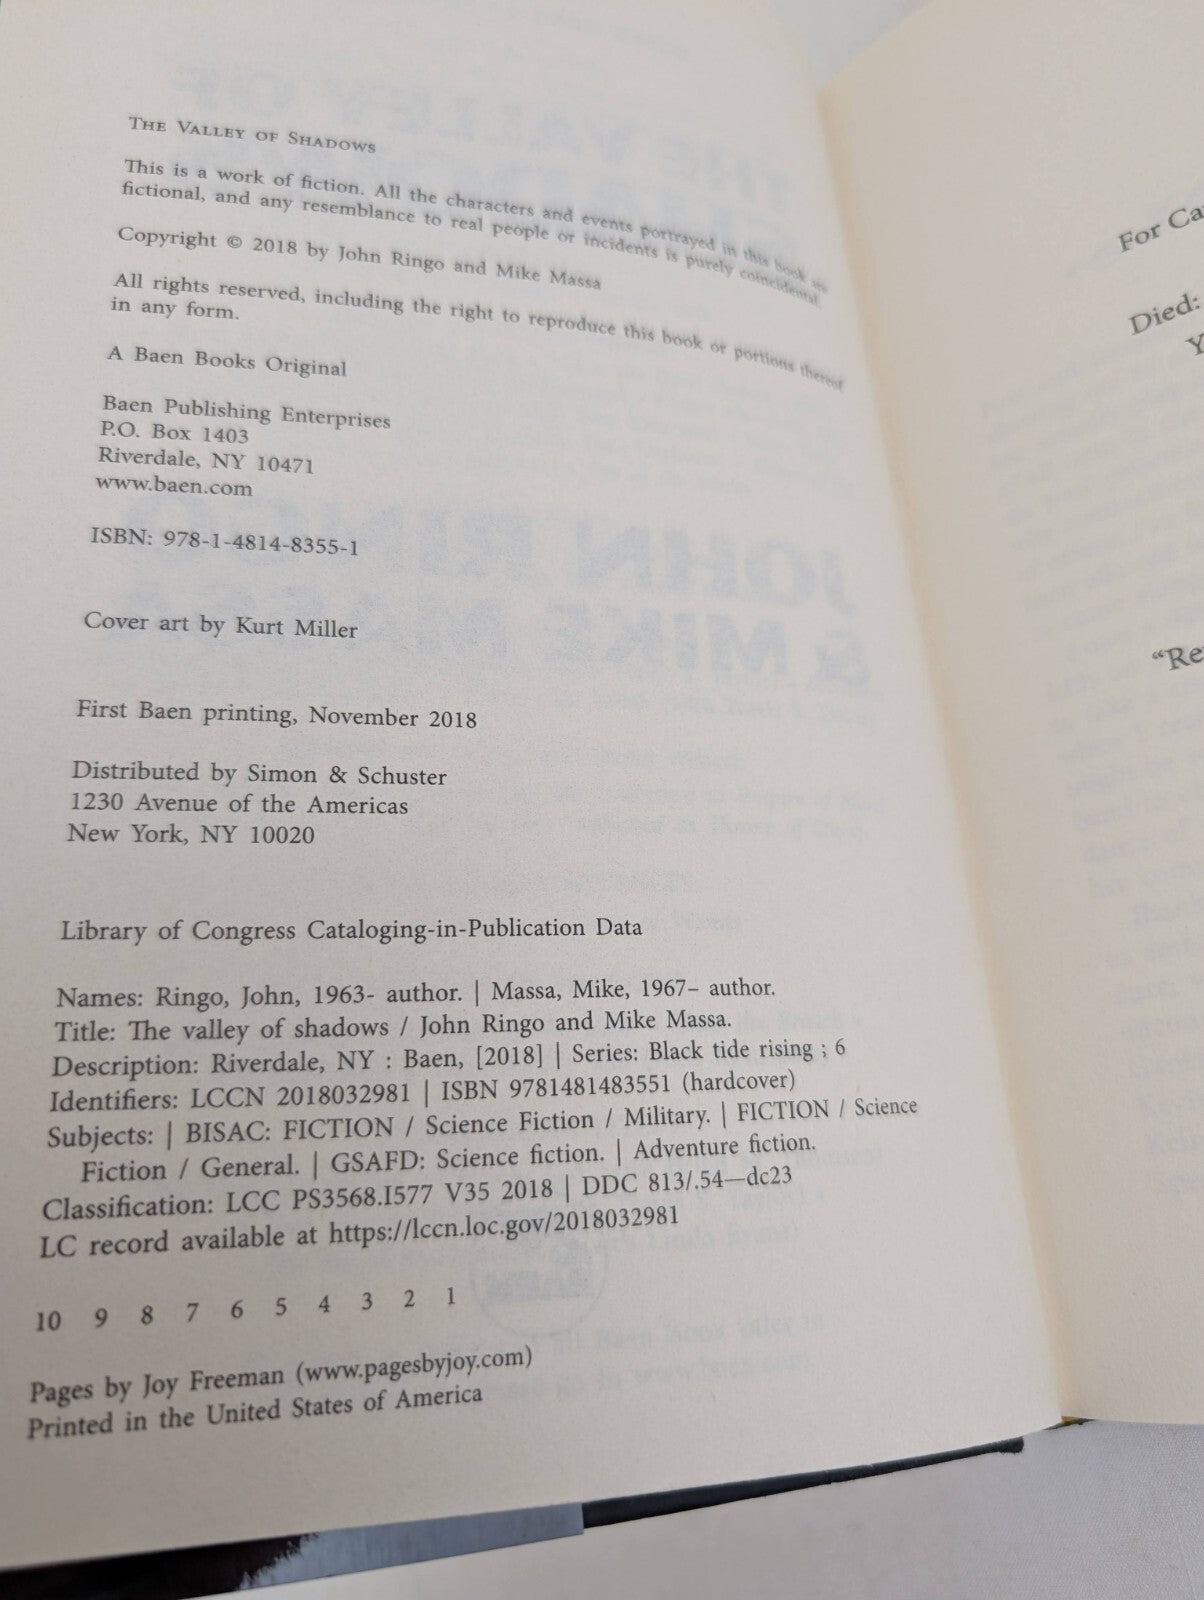 The Valley of Shadows
This is a work of fiction. All the characters and events portrayed in this book are
fictional, and any resemblance to real people or incidents is purely coincidental.
Copyright © 2018 by John Ringo and Mike Massa
All rights reserved, including the right to reproduce this book or portions thereof
in any form.
A Baen Books Original
Baen Publishing Enterprises
P.O. Box 1403
Riverdale, NY 10471
www.baen.com
ISBN: 978-1-4814-8355-1
Cover art by Kurt Miller
First Baen printing, November 2018
Distributed by Simon & Schuster
1230 Avenue of the Americas
New York, NY 10020
Library of Congress Cataloging-in-Publication Data
Names: Ringo, John, 1963- author. | Massa, Mike, 1967– author.
Title: The valley of shadows / John Ringo and Mike Massa.
Description: Riverdale, NY : Baen, [2018] | Series: Black tide rising ; 6
Identifiers: LCCN 2018032981 | ISBN 9781481483551 (hardcover)
Subjects: | BISAC: FICTION / Science Fiction / Military. | FICTION / Science
Fiction / General. | GSAFD: Science fiction. | Adventure fiction.
Classification: LCC PS3568.I577 V35 2018 | DDC 813/.54—dc23
LC record available at https://lccn.loc.gov/2018032981
10 9 8 7 6 5 4 3 2 1
Pages by Joy Freeman (www.pagesbyjoy.com)
Printed in the United States of America
For Ca
Died:
Y
“Re